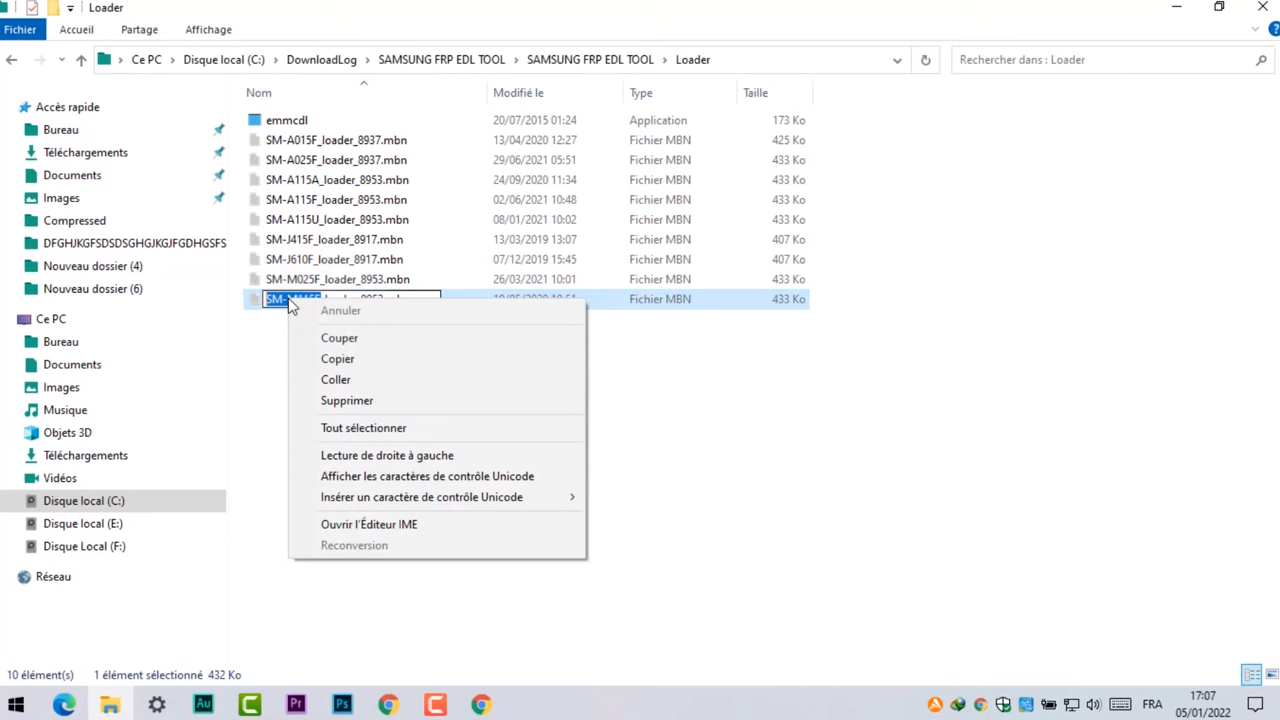 Loader
Fichier Accueil Partage Affichage
Ce PC > Disque local (C:) > DownloadLog > SAMSUNG FRP EDL TOOL > SAMSUNG FRP EDL TOOL > Loader
Rechercher dans : Loader
Nom Modifié le Type Taille
Accès rapide
Bureau
Téléchargements
Documents
Images
Compressed
DFGHJKGFSDSDSGHGJKGJFGDHGSFS
Nouveau dossier (4)
Nouveau dossier (6)
Ce PC
Bureau
Documents
Images
Musique
Objets 3D
Téléchargements
Vidéos
Disque local (C:)
Disque local (E:)
Disque Local (F:)
Réseau
emmcdl 20/07/2015 01:24 Application 173 Ko
SM-A015F_loader_8937.mbn 13/04/2020 12:27 Fichier MBN 425 Ko
SM-A025F_loader_8937.mbn 29/06/2021 05:51 Fichier MBN 433 Ko
SM-A115A_loader_8953.mbn 24/09/2020 11:34 Fichier MBN 433 Ko
SM-A115F_loader_8953.mbn 02/06/2021 10:48 Fichier MBN 433 Ko
SM-A115U_loader_8953.mbn 08/01/2021 10:02 Fichier MBN 433 Ko
SM-J415F_loader_8917.mbn 13/03/2019 13:07 Fichier MBN 407 Ko
SM-J610F_loader_8917.mbn 07/12/2019 15:45 Fichier MBN 407 Ko
SM-M025F_loader_8953.mbn 26/03/2021 10:01 Fichier MBN 433 Ko
Fichier MBN 433 Ko
Annuler
Couper
Copier
Coller
Supprimer
Tout sélectionner
Lecture de droite à gauche
Afficher les caractères de contrôle Unicode
Insérer un caractère de contrôle Unicode
Ouvrir l'Éditeur IME
Reconversion
10 élément(s) 1 élément sélectionné 432 Ko
Au Pr Ps
FRA
17:07
05/01/2022